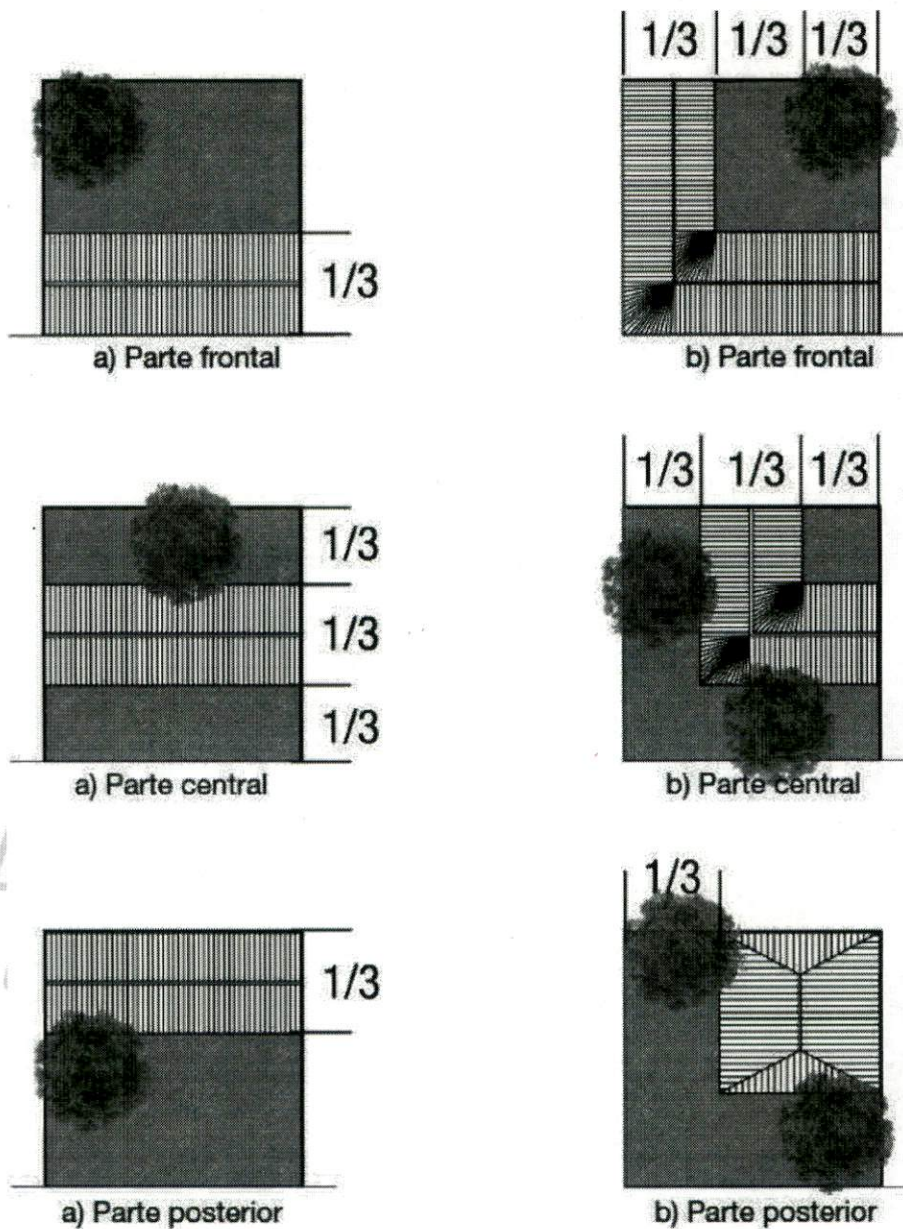 1/3 1/3 1/3
1/3
a) Parte frontal
b) Parte frontal
1/3 1/3 1/3
1/3
1/3
1/3
a) Parte central
b) Parte central
1/3
1/3
a) Parte posterior
b) Parte posterior